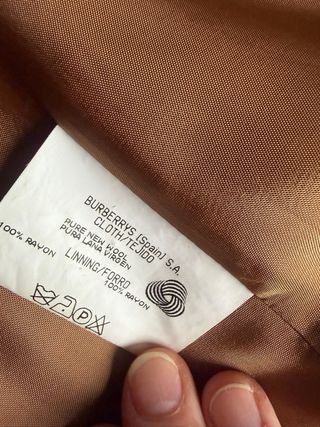 BURBERRYS (Spain) S.A.
CLOTH/TEJIDO
PURE NEW WOOL
PURA LANA VIRGEN
100% RAYON
LINNING/FORRO
100% RAYON
P